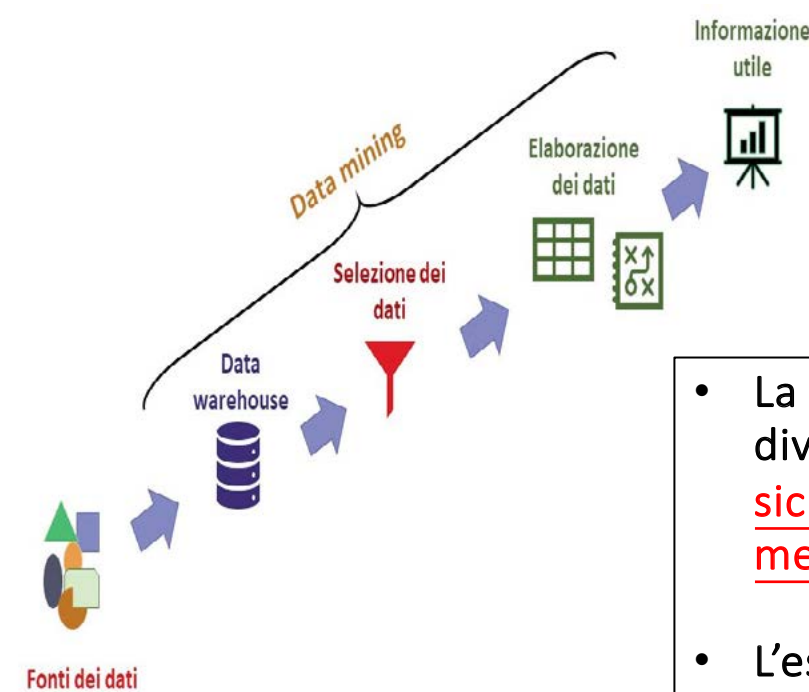 Informazione
utile
Elaborazione
dei dati
Data mining
Selezione dei
dati
Data
warehouse
Fonti dei dati
• La
div
sic
me
• L'es